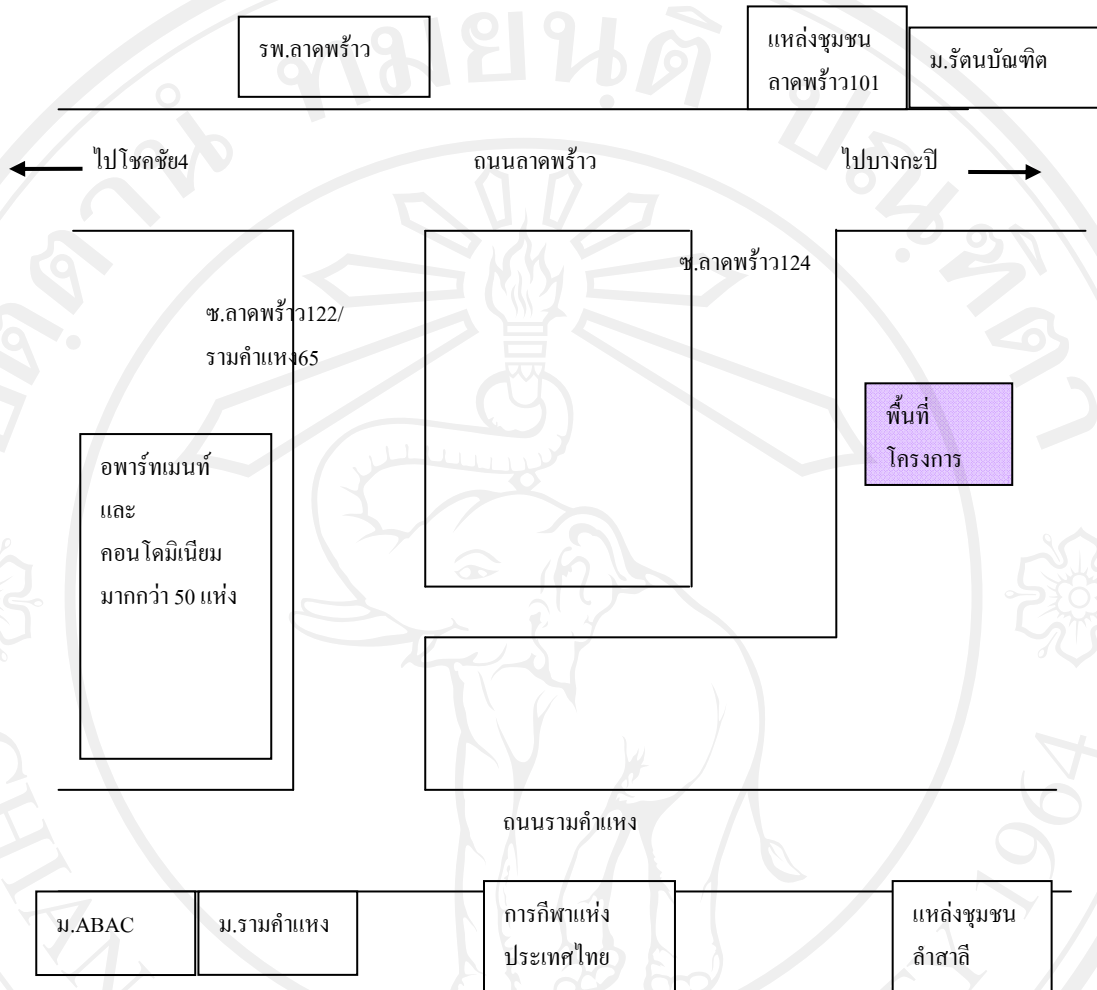 รพ.ลาดพร้าว
แหล่งชุมชน
ลาดพร้าว101
ม.รัตนบัณฑิต
ไปโชคชัย4
ถนนลาดพร้าว
ไปบางกะปิ
ซ.ลาดพร้าว124
ซ.ลาดพร้าว122/
รามคำแหง65
พื้นที่
โครงการ
อพาร์ทเมนท์
และ
คอนโดมิเนียม
มากกว่า 50 แห่ง
ถนนรามคำแหง
ม.ABAC
ม.รามคำแหง
การกีฬาแห่ง
ประเทศไทย
แหล่งชุมชน
ลำสาลี
1964